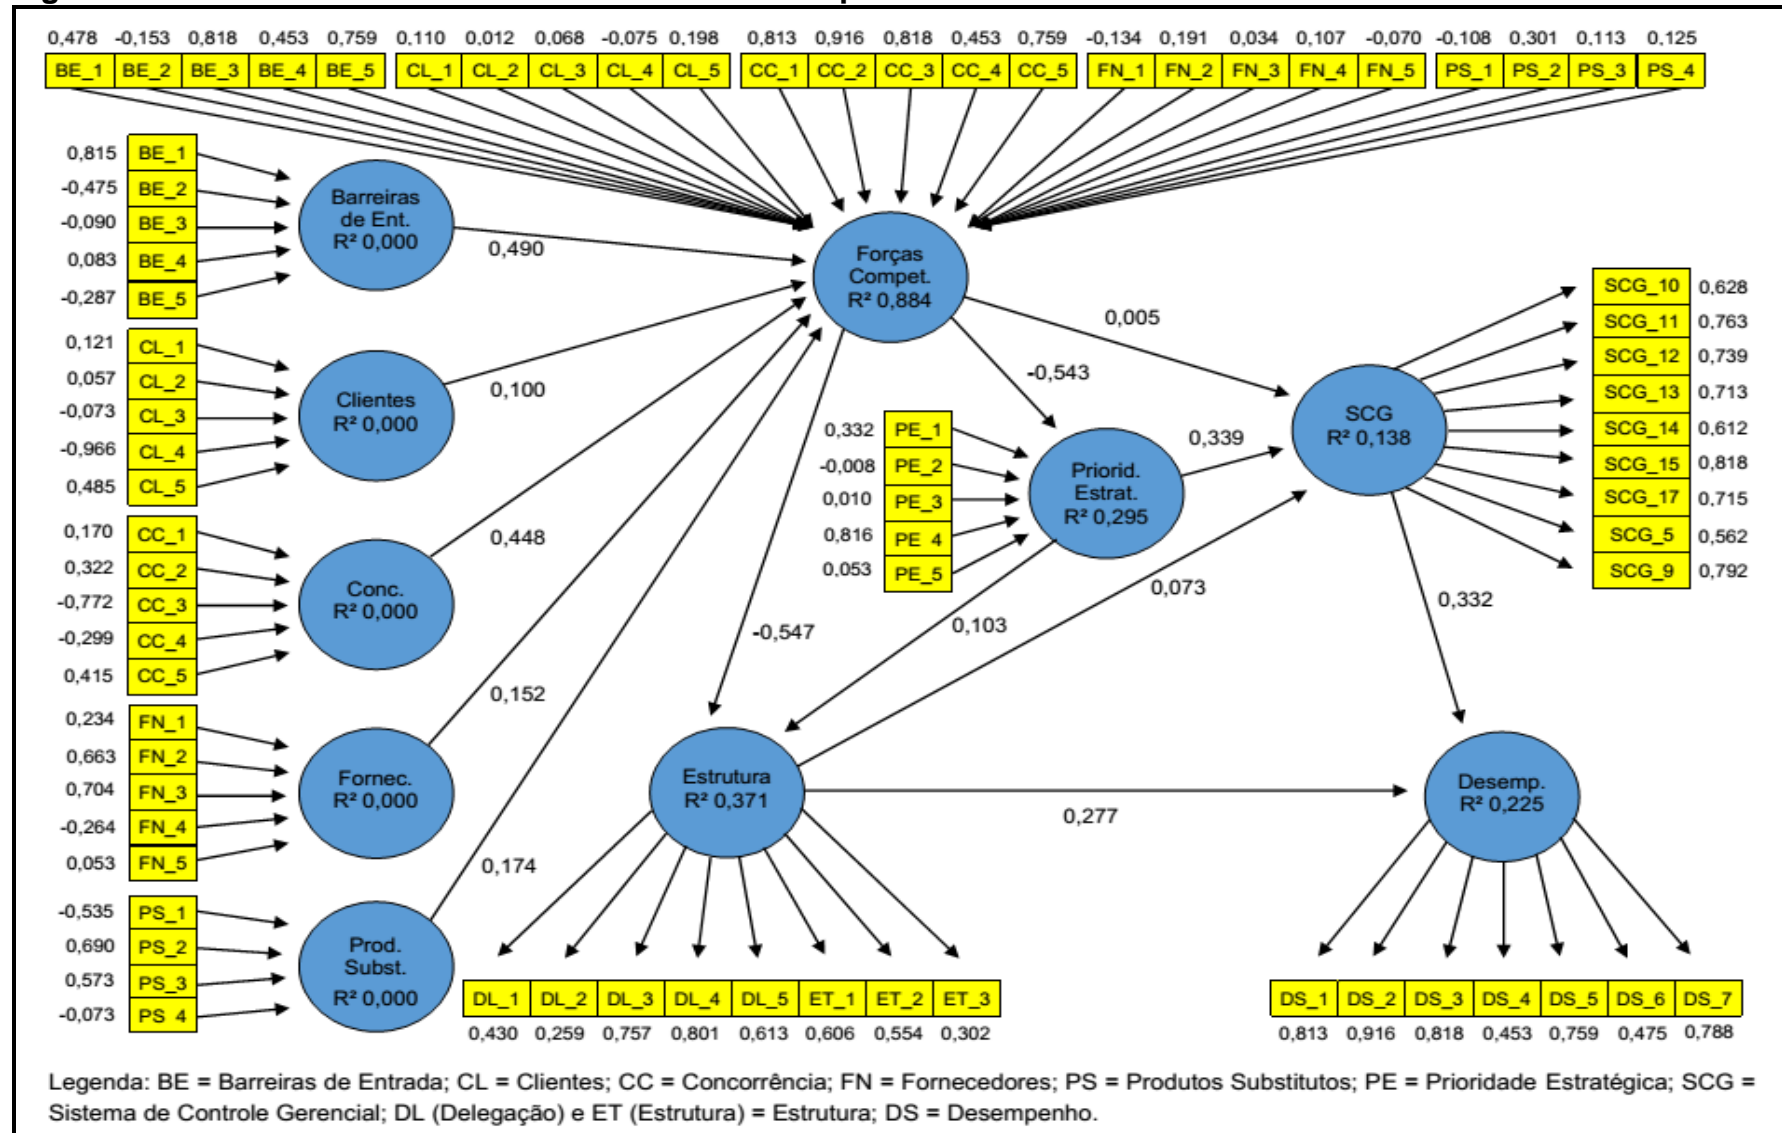 0,478 -0,153 0,818 0,453 0,759 0,110 0,012 0,068 -0,075 0,198 0,813 0,916 0,818 0,453 0,759 -0,134 0,191 0,034 0,107 -0,070 -0,108 0,301 0,113 0,125
BE_1 BE_2 BE_3 BE_4 BE_5 CL_1 CL_2 CL_3 CL_4 CL_5 CC_1 CC_2 CC_3 CC_4 CC_5 FN_1 FN_2 FN_3 FN_4 FN_5 PS_1 PS_2 PS_3 PS_4
0,815 BE_1
-0,475 BE_2
-0,090 BE_3
0,083 BE_4
-0,287 BE_5
Barreiras
de Ent.
R² 0,000
0,490
0,121 CL_1
0,057 CL_2
-0,073 CL_3
-0,966 CL_4
0,485 CL_5
Clientes
R² 0,000
0,100
0,170 CC_1
0,322 CC_2
-0,772 CC_3
-0,299 CC_4
0,415 CC_5
Conc.
R² 0,000
0,448
0,234 FN_1
0,663 FN_2
0,704 FN_3
-0,264 FN_4
0,053 FN_5
Fornec.
R² 0,000
0,152
-0,535 PS_1
0,690 PS_2
0,573 PS_3
-0,073 PS 4
Prod.
Subst.
R² 0,000
0,174
Forças
Compet.
R² 0,884
0,005
-0,543
-0,547
0,332 PE_1
-0,008 PE_2
0,010 PE_3
0,816 PE 4
0,053 PE_5
Priorid.
Estrat.
R² 0,295
0,339
0,103
0,073
SCG
R² 0,138
SCG_10 0,628
SCG_11 0,763
SCG_12 0,739
SCG_13 0,713
SCG_14 0,612
SCG_15 0,818
SCG_17 0,715
SCG_5 0,562
SCG_9 0,792
0,332
Estrutura
R² 0,371
0,277
Desemp.
R² 0,225
DL_1 DL_2 DL_3 DL_4 DL_5 ET_1 ET_2 ET_3
0,430 0,259 0,757 0,801 0,613 0,606 0,554 0,302
DS_1 DS_2 DS_3 DS_4 DS_5 DS_6 DS_7
0,813 0,916 0,818 0,453 0,759 0,475 0,788
Legenda: BE = Barreiras de Entrada; CL = Clientes; CC = Concorrência; FN = Fornecedores; PS = Produtos Substitutos; PE = Prioridade Estratégica; SCG =
Sistema de Controle Gerencial; DL (Delegação) e ET (Estrutura) = Estrutura; DS = Desempenho.